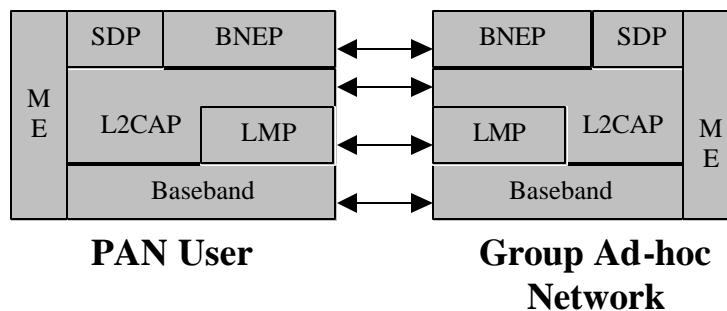 SDP BNEP
BNEP SDP
M
E
L2CAP
LMP
LMP
L2CAP
M
E
Baseband
Baseband
PAN User
Group Ad-hoc
Network